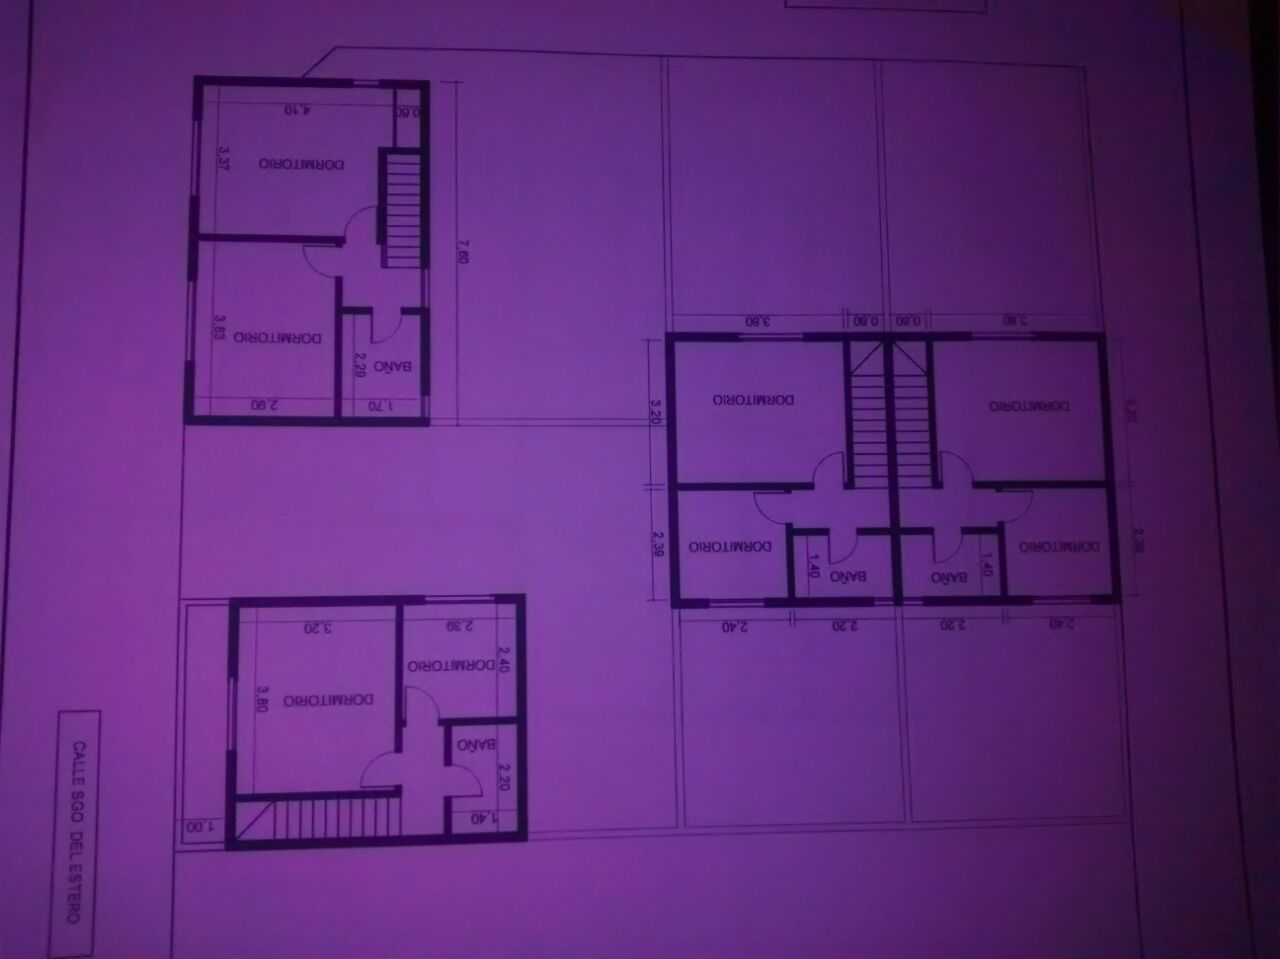 4,10
0.60
3,37
DORMITORIO
7,60
3,63
DORMITORIO
2,29
BAÑO
2,90
1,70
3,80
0,80
0,80
3,80
3,20
DORMITORIO
DORMITORIO
3,20
2,39
DORMITORIO
1,40
BAÑO
BAÑO
1,40
DORMITORIO
2,39
2,40
2,20
2,20
2,40
3,20
2,39
DORMITORIO
2,40
3,80
DORMITORIO
BAÑO
2,20
1,40
1,00
CALLE SGO. DEL ESTERO